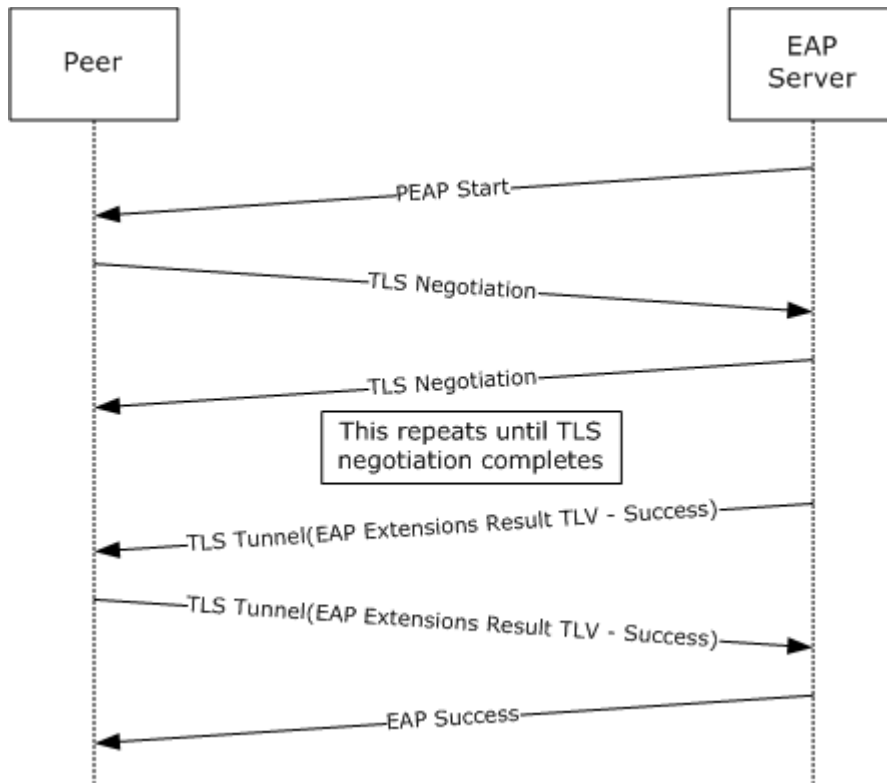 Peer
EAP
Server
PEAP Start
TLS Negotiation
TLS Negotiation
This repeats until TLS
negotiation completes
TLS Tunnel(EAP Extensions Result TLV - Success)
TLS Tunnel(EAP Extensions Result TLV - Success)
EAP Success